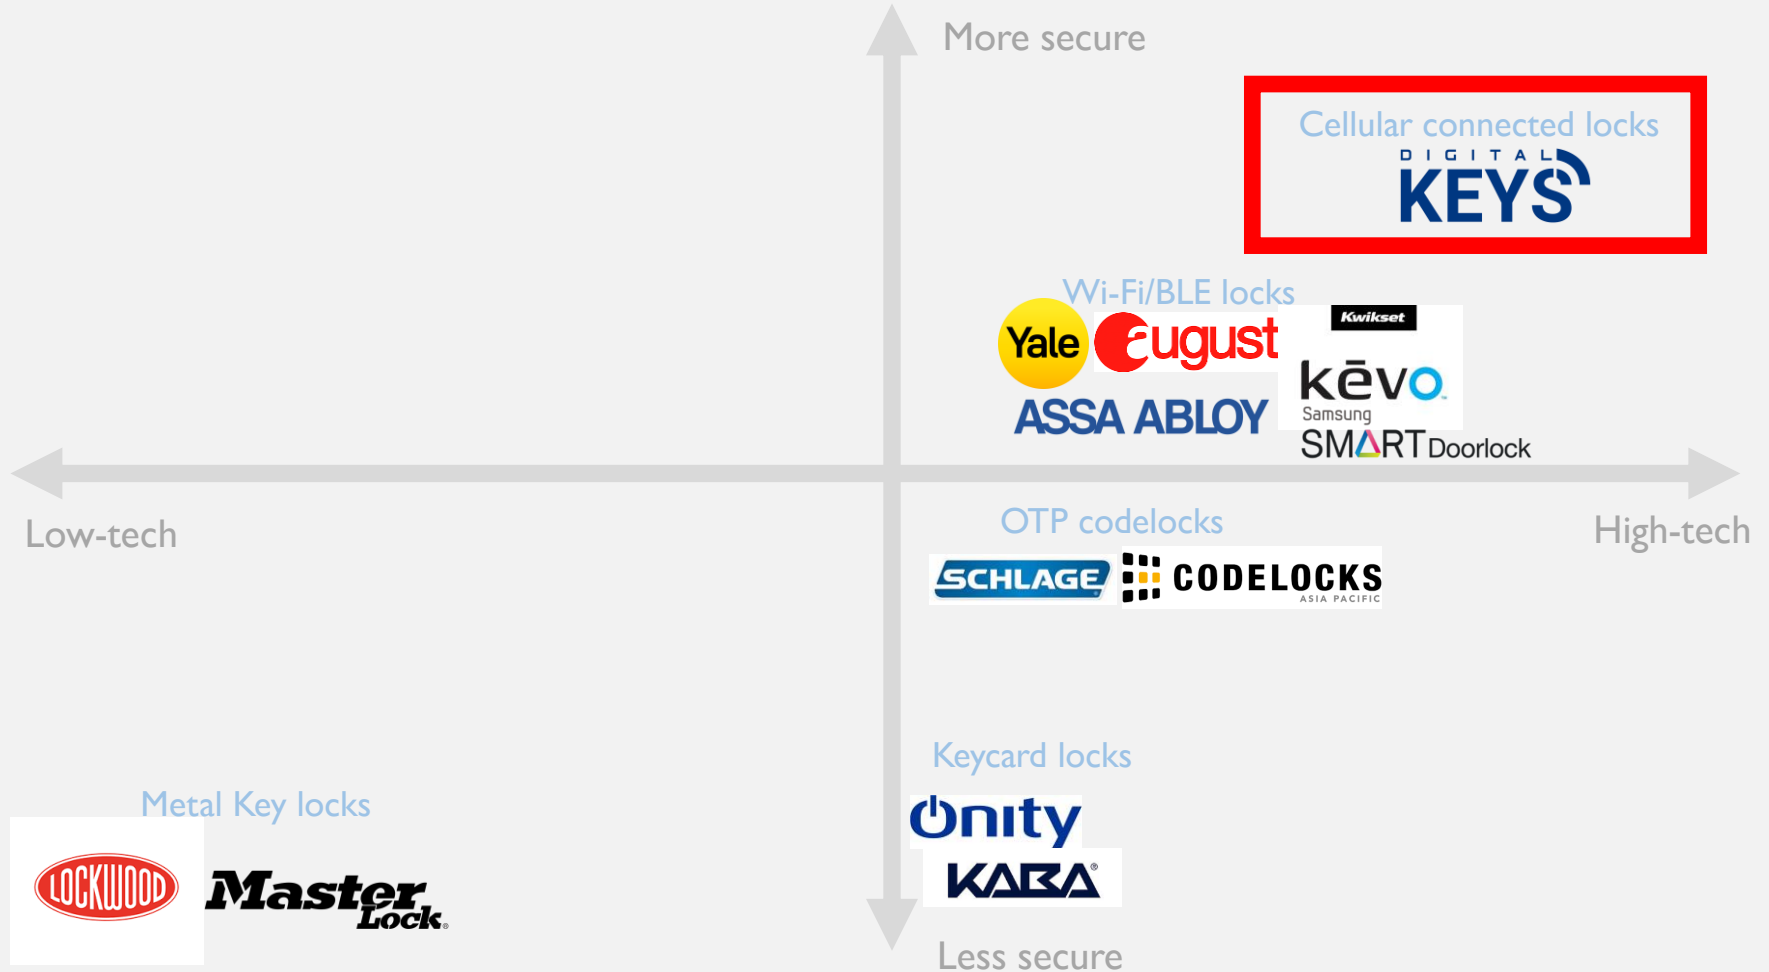 More secure
Cellular connected locks
DIGITAL
KEYS
Wi-Fi/BLE locks
Yale
august
Kwikset
kēvo
ASSA ABLOY
Samsung
SMART Doorlock
Low-tech
High-tech
OTP codelocks
SCHLAGE
CODELOCKS
ASIA PACIFIC
Keycard locks
Onity
KABA®
Metal Key locks
LOCKWOOD
Master
Lock®
Less secure